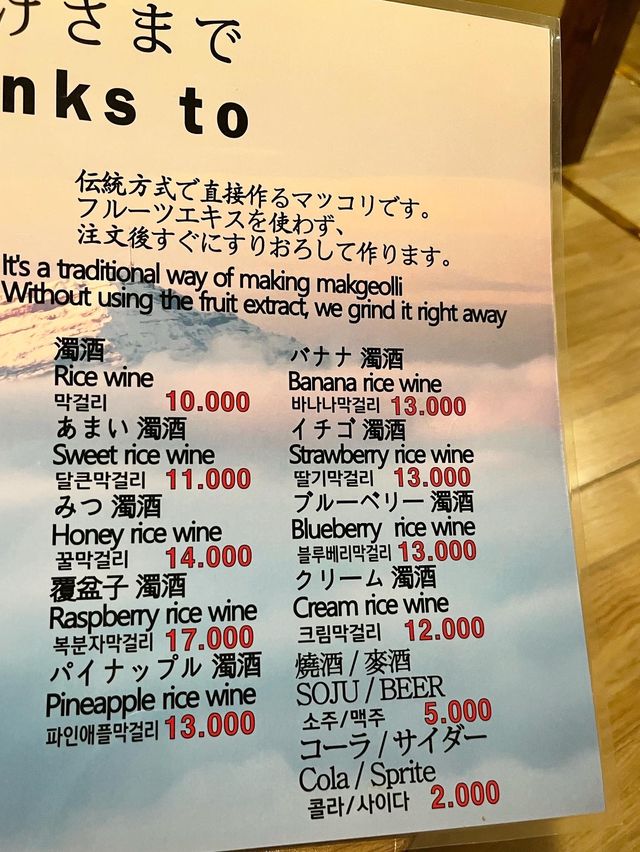 けさまで
nks to
伝統方式で直接作るマッコリです。
フルーツエキスを使わず、
注文後すぐにすりおろして作ります。
It's a traditional way of making makgeolli
Without using the fruit extract, we grind it right away
濁酒
Rice wine
막걸리 10.000
あまい 濁酒
Sweet rice wine
달큰막걸리 11.000
みつ 濁酒
Honey rice wine
꿀막걸리 14.000
覆盆子 濁酒
Raspberry rice wine
복분자막걸리 17.000
パイナップル 濁酒
Pineapple rice wine
파인애플막걸리 13.000
バナナ 濁酒
Banana rice wine
바나나막걸리 13.000
イチゴ 濁酒
Strawberry rice wine
딸기막걸리 13.000
ブルーベリー 濁酒
Blueberry rice wine
블루베리막걸리 13.000
クリーム 濁酒
Cream rice wine
크림막걸리 12.000
燒酒 / 麥酒
SOJU / BEER
소주/맥주 5.000
コーラ / サイダー
Cola / Sprite
콜라/사이다 2.000